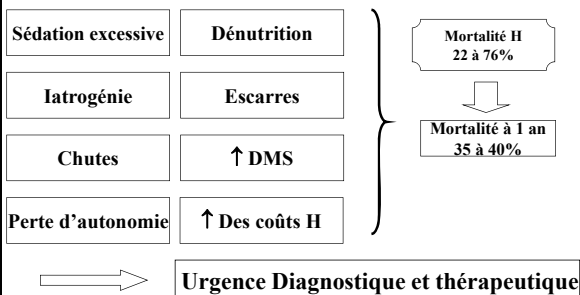 Sédation excessive
Dénutrition
Iatrogénie
Escarres
Chutes
↑ DMS
Perte d’autonomie
↑ Des coûts H
Mortalité H
22 à 76%
Mortalité à 1 an
35 à 40%
Urgence Diagnostique et thérapeutique